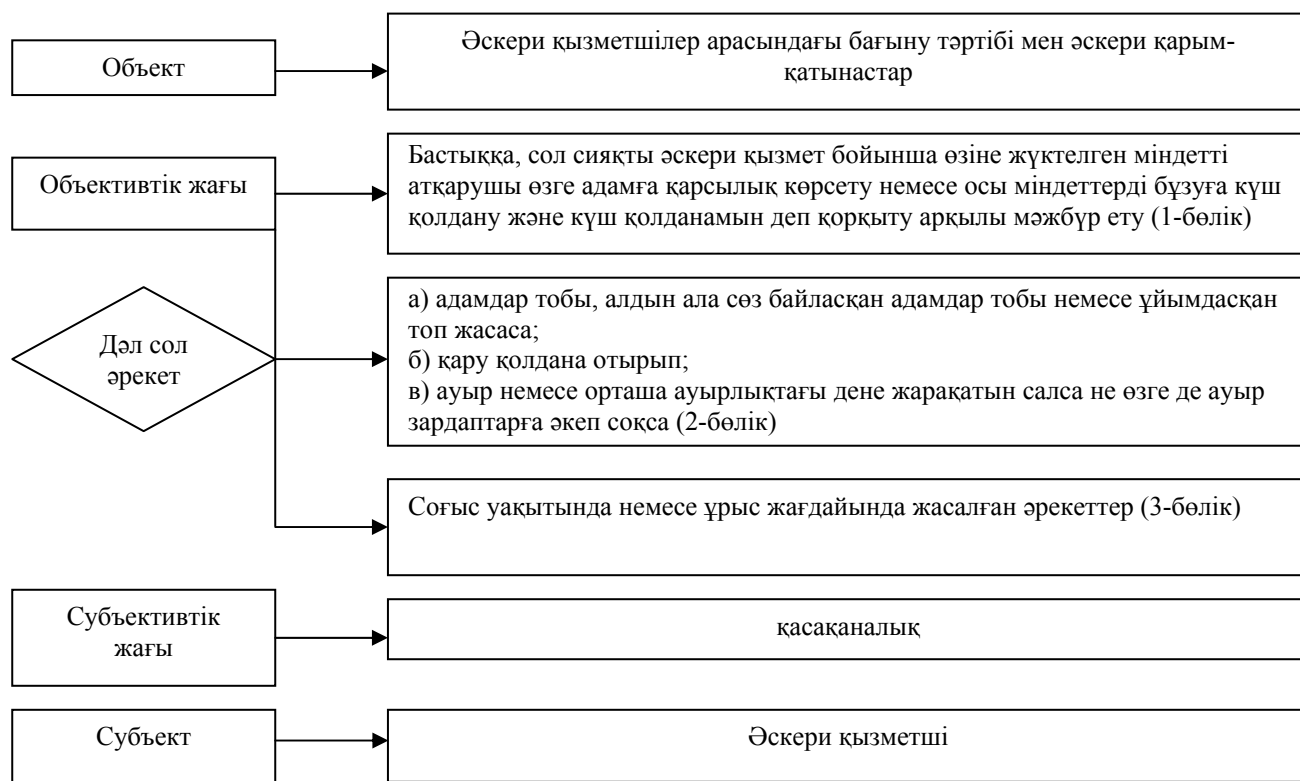 Объект
Әскери қызметшілер арасындағы бағыну тәртібі мен әскери қарым-
қатынастар
Объективтік жағы
Бастыққа, сол сияқты әскери қызмет бойынша өзіне жүктелген міндетті
атқарушы өзге адамға қарсылық көрсету немесе осы міндеттерді бұзуға күш
қолдану және күш қолданамын деп қорқыту арқылы мәжбүр ету (1-бөлік)
Дәл сол
әрекет
а) адамдар тобы, алдын ала сөз байласқан адамдар тобы немесе ұйымдасқан
топ жасаса;
б) қару қолдана отырып;
в) ауыр немесе орташа ауырлықтағы дене жарақатын салса не өзге де ауыр
зардаптарға әкеп соқса (2-бөлік)
Соғыс уақытында немесе ұрыс жағдайында жасалған әрекеттер (3-бөлік)
Субъективтік
жағы
қасақаналық
Субъект
Әскери қызметші